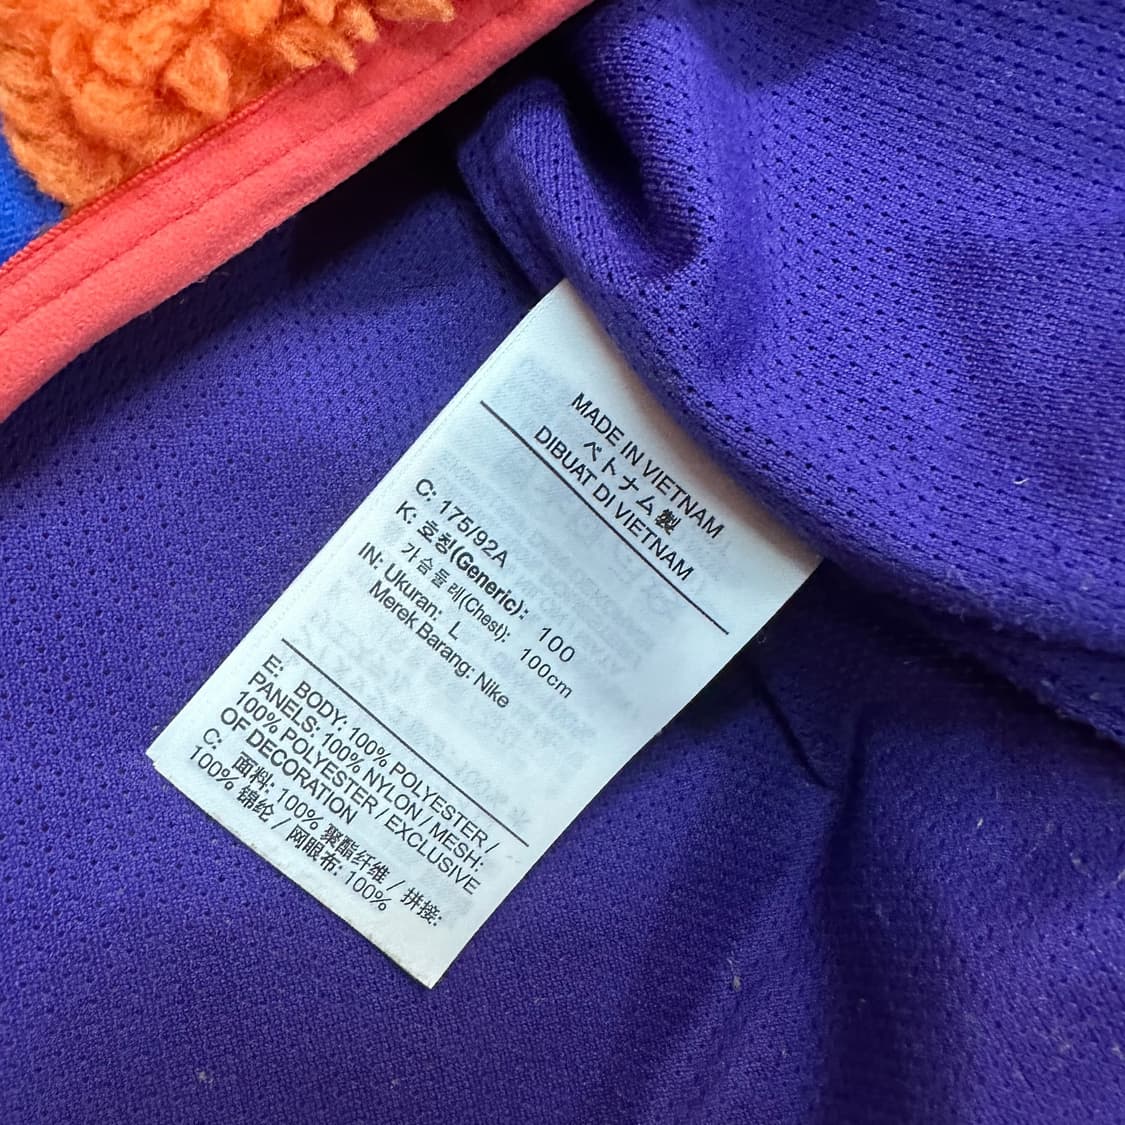 MADE IN VIETNAM
ベトナム製
DIBUAT DI VIETNAM
C: 175/92A
K: 호칭(Generic): 100
가슴둘레(Chest): 100cm
IN: Ukuran: L
Merek Barang: Nike
E: BODY: 100% POLYESTER /
PANELS: 100% NYLON / MESH:
100% POLYESTER / EXCLUSIVE
OF DECORATION
C: 面料: 100% 聚酯纤维 / 拼接:
100% 锦纶 / 网眼布: 100%